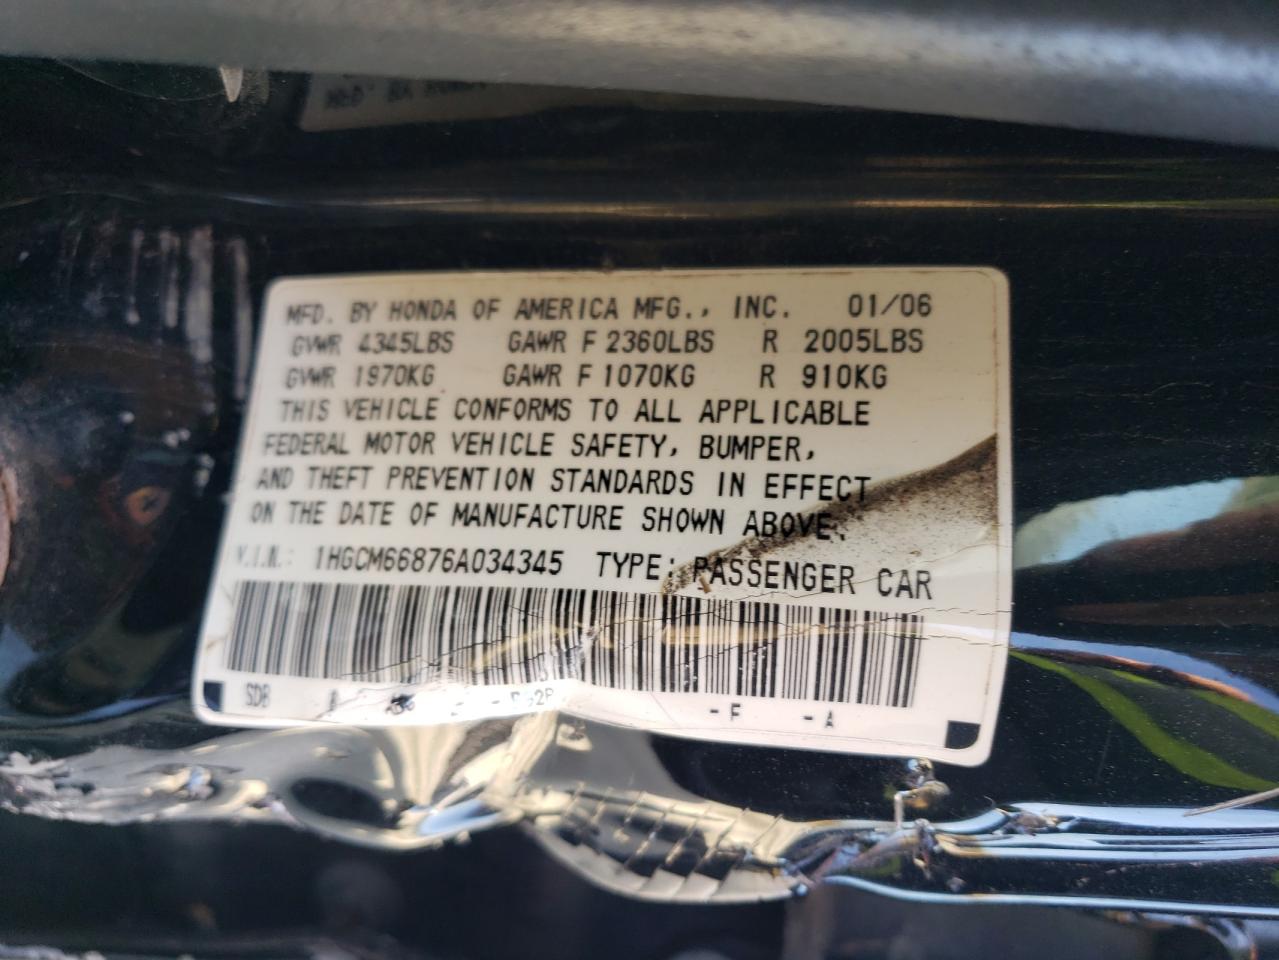 MFD. BY HONDA OF AMERICA MFG., INC. 01/06
GVWR 4345LBS GAWR F 2360LBS R 2005LBS
GVWR 1970KG GAWR F 1070KG R 910KG
THIS VEHICLE CONFORMS TO ALL APPLICABLE
FEDERAL MOTOR VEHICLE SAFETY, BUMPER,
AND THEFT PREVENTION STANDARDS IN EFFECT
ON THE DATE OF MANUFACTURE SHOWN ABOVE.
V.I.N.: 1HGCM66876A034345 TYPE: PASSENGER CAR
SDB -F -A